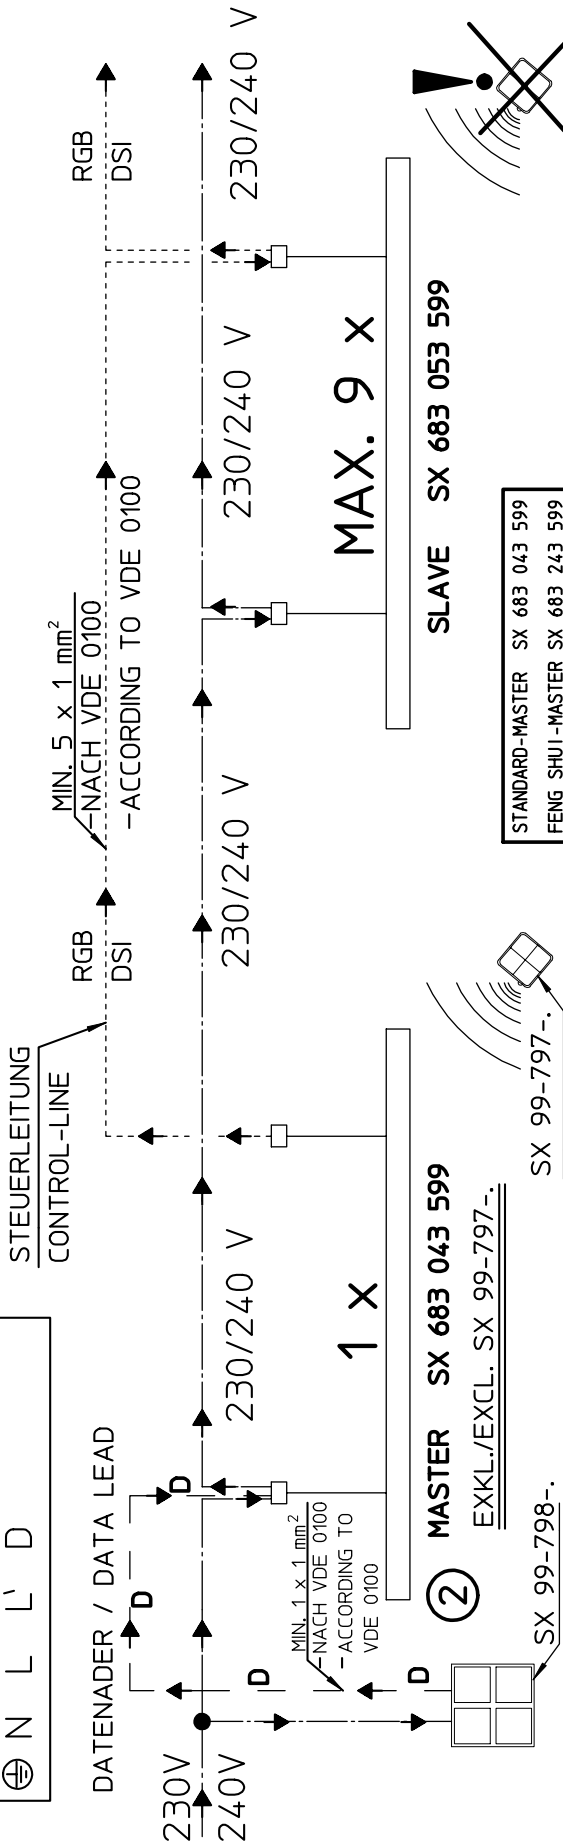 ⏚ N L L' D
STEUERLEITUNG
CONTROL-LINE
MIN. 5 x 1 mm²
-NACH VDE 0100
-ACCORDING TO VDE 0100
RGB
DSI
RGB
DSI
DATENADER / DATA LEAD
D
D
D
D
230V
240V
230/240 V
230/240 V
230/240 V
230/240 V
MIN. 1 x 1 mm²
-NACH VDE 0100
-ACCORDING TO
VDE 0100
1 x
MAX. 9 x
2
MASTER SX 683 043 599
EXKL./EXCL. SX 99-797-.
SLAVE SX 683 053 599
SX 99-798-.
SX 99-797-.
STANDARD-MASTER SX 683 043 599
FENG SHUI-MASTER SX 683 243 599